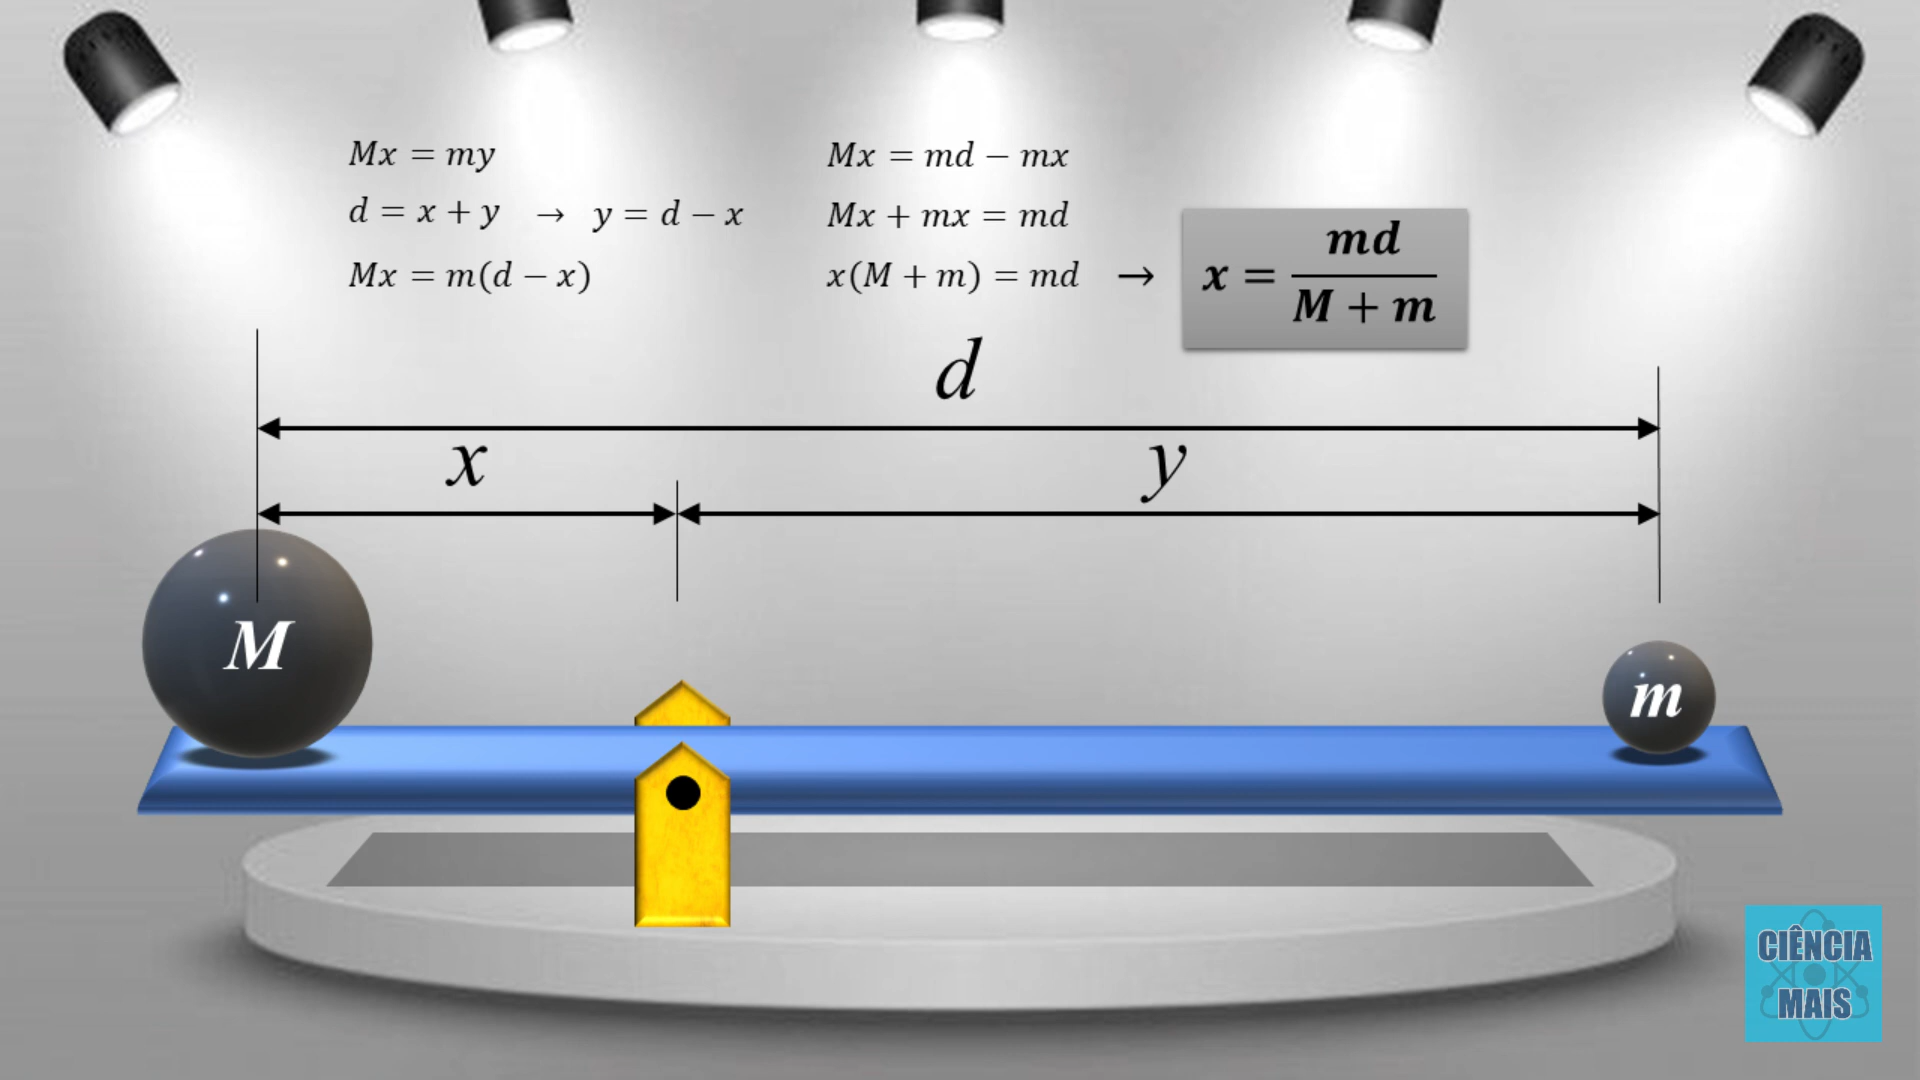 Mx = my
d = x + y → y = d − x
Mx = m(d − x)
Mx = md − mx
Mx + mx = md
x(M + m) = md → x = md / M + m
d
x
y
M
m
CIÊNCIA
MAIS